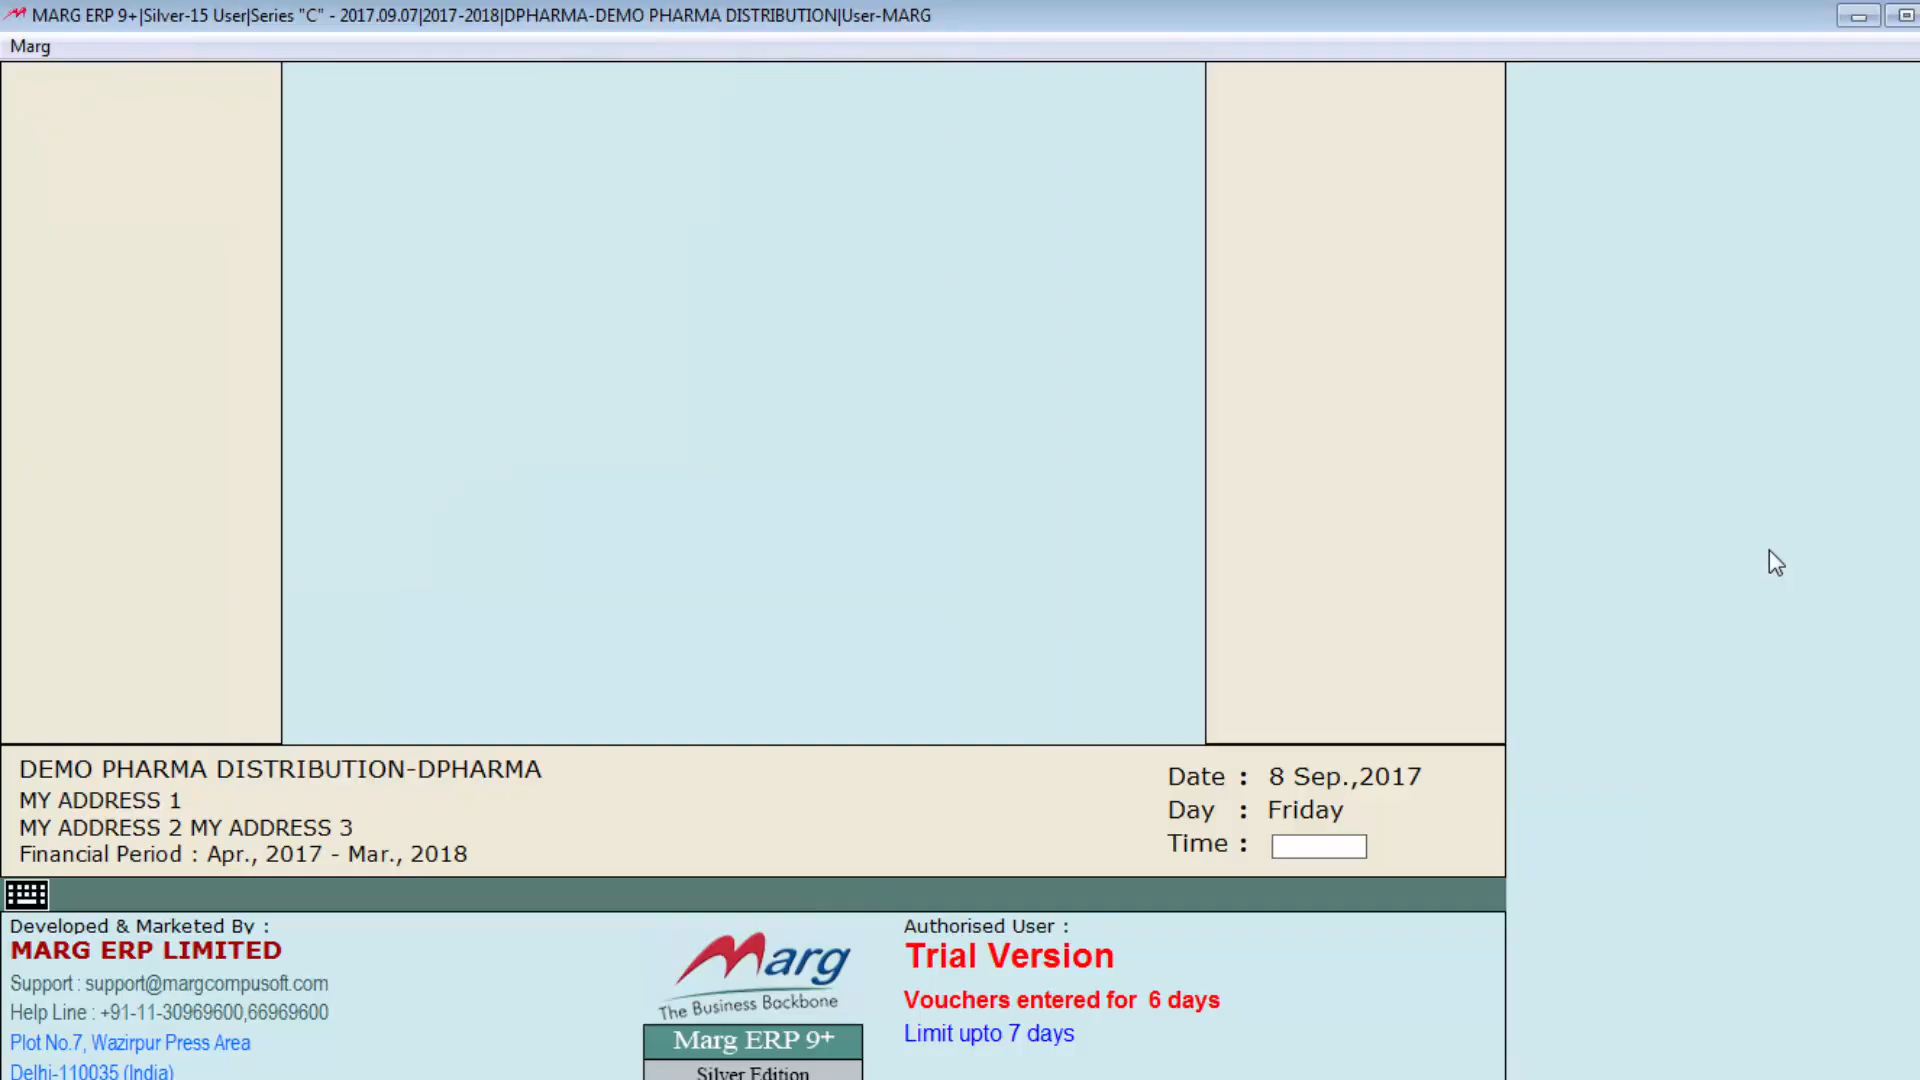 MARG ERP 9+|Silver-15 User|Series "C" - 2017.09.07|2017-2018|DPHARMA-DEMO PHARMA DISTRIBUTION|User-MARG
Marg
DEMO PHARMA DISTRIBUTION-DPHARMA
MY ADDRESS 1
MY ADDRESS 2 MY ADDRESS 3
Financial Period : Apr., 2017 - Mar., 2018
Date : 8 Sep.,2017
Day : Friday
Time :
Developed & Marketed By :
MARG ERP LIMITED
Support : support@margcompusoft.com
Help Line : +91-11-30969600,66969600
Plot No.7, Wazirpur Press Area
Delhi-110035 (India)
Marg
The Business Backbone
Marg ERP 9+
Silver Edition
Authorised User :
Trial Version
Vouchers entered for 6 days
Limit upto 7 days